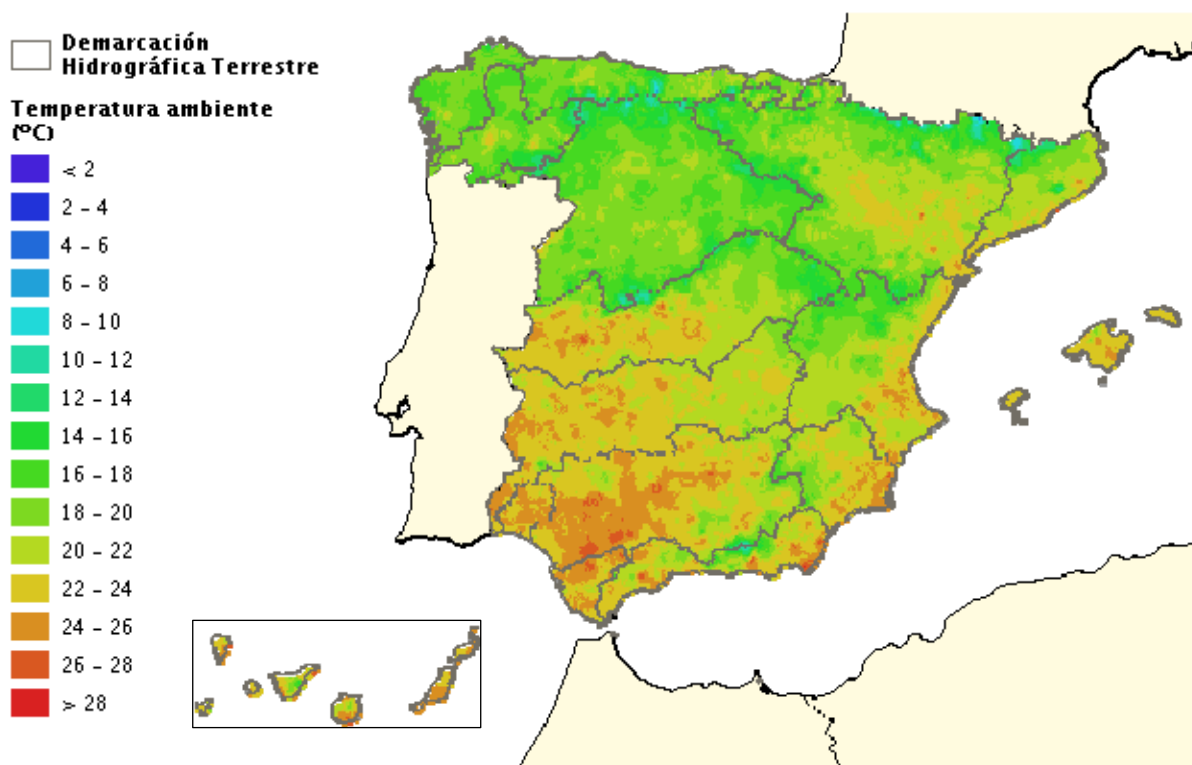 Demarcación
Hidrográfica Terrestre
Temperatura ambiente
(ºC)
< 2
2 - 4
4 - 6
6 - 8
8 - 10
10 - 12
12 - 14
14 - 16
16 - 18
18 - 20
20 - 22
22 - 24
24 - 26
26 - 28
> 28